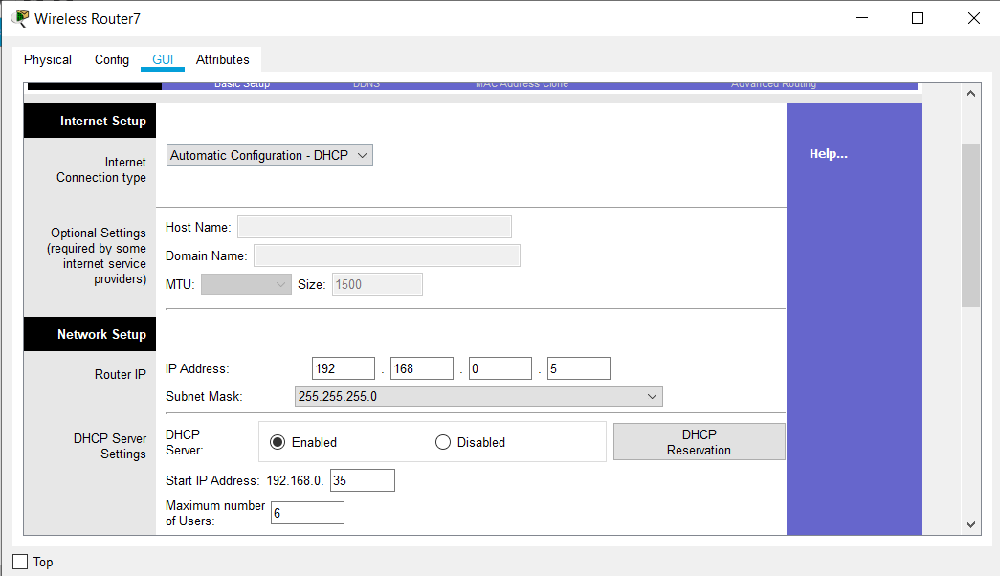 Wireless Router7
Physical Config GUI Attributes
Basic Setup DDNS MAC Address Clone Advanced Routing
Internet Setup
Help...
Internet
Connection type
Automatic Configuration - DHCP
Optional Settings
(required by some
internet service
providers)
Host Name:
Domain Name:
MTU: Size: 1500
Network Setup
Router IP
IP Address: 192 . 168 . 0 . 5
Subnet Mask: 255.255.255.0
DHCP Server
Settings
DHCP
Server:
Enabled Disabled
DHCP
Reservation
Start IP Address: 192.168.0. 35
Maximum number
of Users: 6
Top